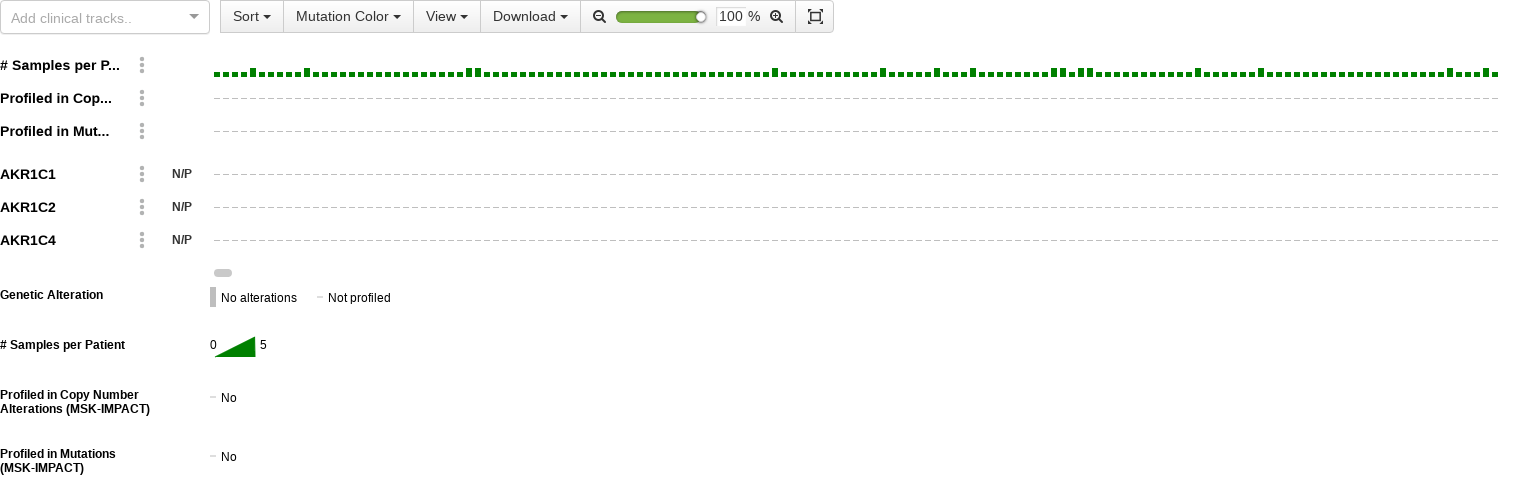 Add clinical tracks..
Sort
Mutation Color
View
Download
100 %
# Samples per P...
Profiled in Cop...
Profiled in Mut...
AKR1C1 N/P
AKR1C2 N/P
AKR1C4 N/P
Genetic Alteration No alterations Not profiled
# Samples per Patient 0 5
Profiled in Copy Number
Alterations (MSK-IMPACT) No
Profiled in Mutations
(MSK-IMPACT) No